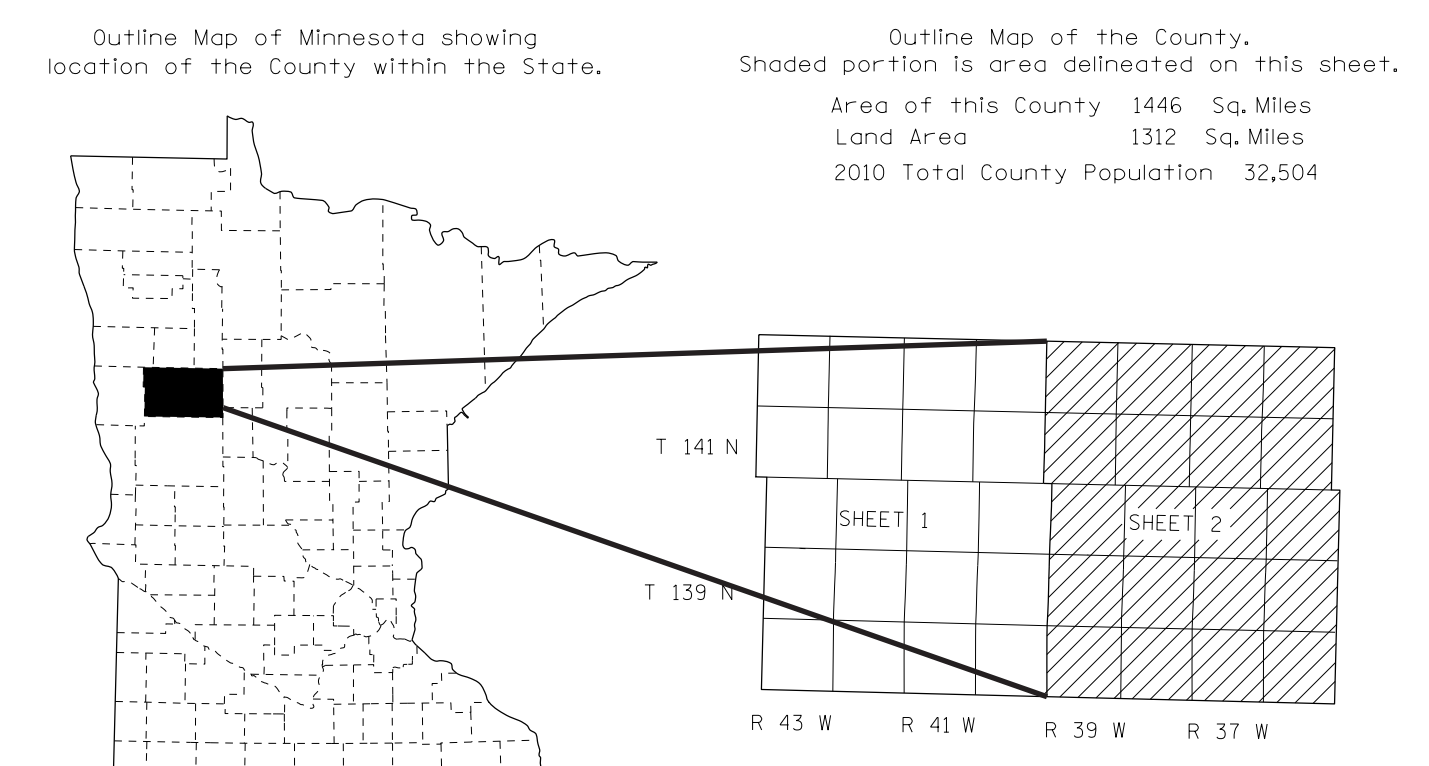 Outline Map of Minnesota showing
location of the County within the State.
Outline Map of the County.
Shaded portion is area delineated on this sheet.
Area of this County 1446 Sq. Miles
Land Area 1312 Sq. Miles
2010 Total County Population 32,504
T 141 N
SHEET 1
SHEET 2
T 139 N
R 43 W
R 41 W
R 39 W
R 37 W